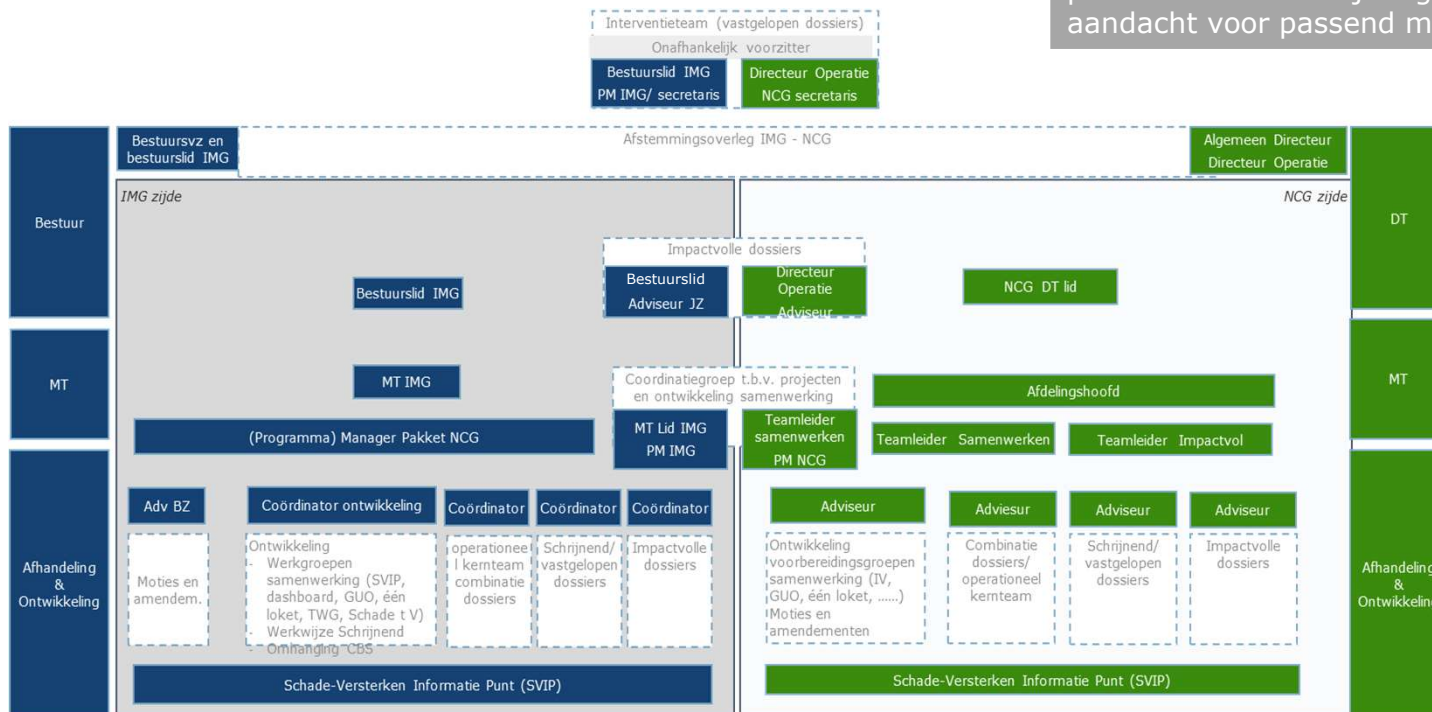 aandacht voor passend m
Interventieteam (vastgelopen dossiers)
Onafhankelijk voorzitter
Bestuurslid IMG
PM IMG/ secretaris
Directeur Operatie
NCG secretaris
Bestuursvz en
bestuurslid IMG
Afstemmingsoverleg IMG - NCG
Algemeen Directeur
Directeur Operatie
Bestuur
IMG zijde
NCG zijde
DT
Impactvolle dossiers
Bestuurslid IMG
Bestuurslid
Adviseur JZ
Directeur
Operatie
Adviseur
NCG DT lid
MT
MT IMG
Coordinatiegroep t.b.v. projecten
en ontwikkeling samenwerking
Afdelingshoofd
MT
(Programma) Manager Pakket NCG
MT Lid IMG
PM IMG
Teamleider
samenwerken
PM NCG
Teamleider Samenwerken
Teamleider Impactvol
Afhandeling
&
Ontwikkeling
Adv BZ
Coördinator ontwikkeling
Coördinator
Coördinator
Coördinator
Adviseur
Adviesur
Adviseur
Adviseur
Moties en
amendem.
Ontwikkeling
- Werkgroepen
samenwerking (SVIP,
dashboard, GUO, één
loket, TWG, Schade t V)
- Werkwijze Schrijnend
- Omhanging CBS
operationee
l kernteam
combinatie
dossiers
Schrijnend/
vastgelopen
dossiers
Impactvolle
dossiers
Ontwikkeling
voorbereidingsgroepen
samenwerking (IV,
GUO, één loket, ......)
Moties en
amendementen
Combinatie
dossiers/
operationeel
kernteam
Schrijnend/
vastgelopen
dossiers
Impactvolle
dossiers
Afhandeling
&
Ontwikkeling
Schade-Versterken Informatie Punt (SVIP)
Schade-Versterken Informatie Punt (SVIP)